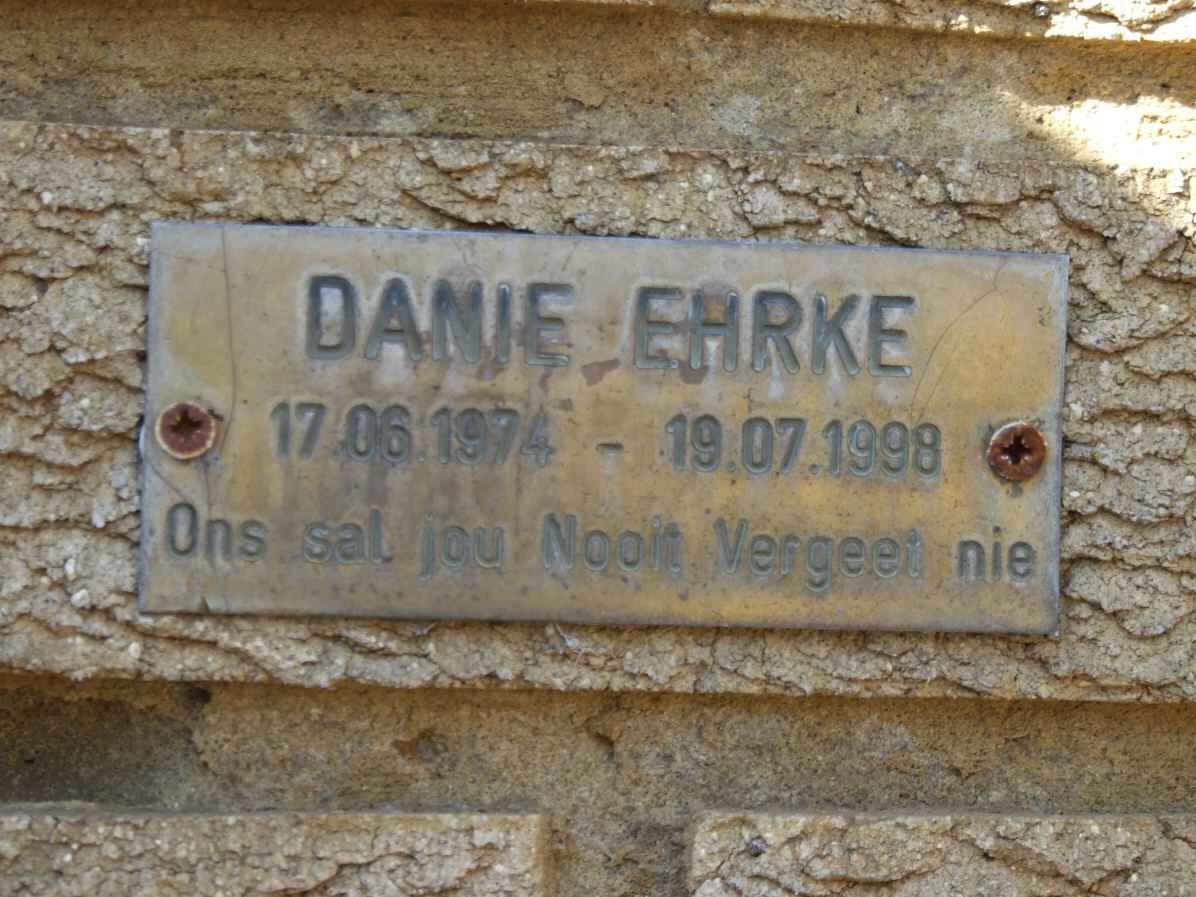 DANIE EHRKE
17.06.1974 - 19.07.1998
Ons sal jou Nooit Vergeet nie